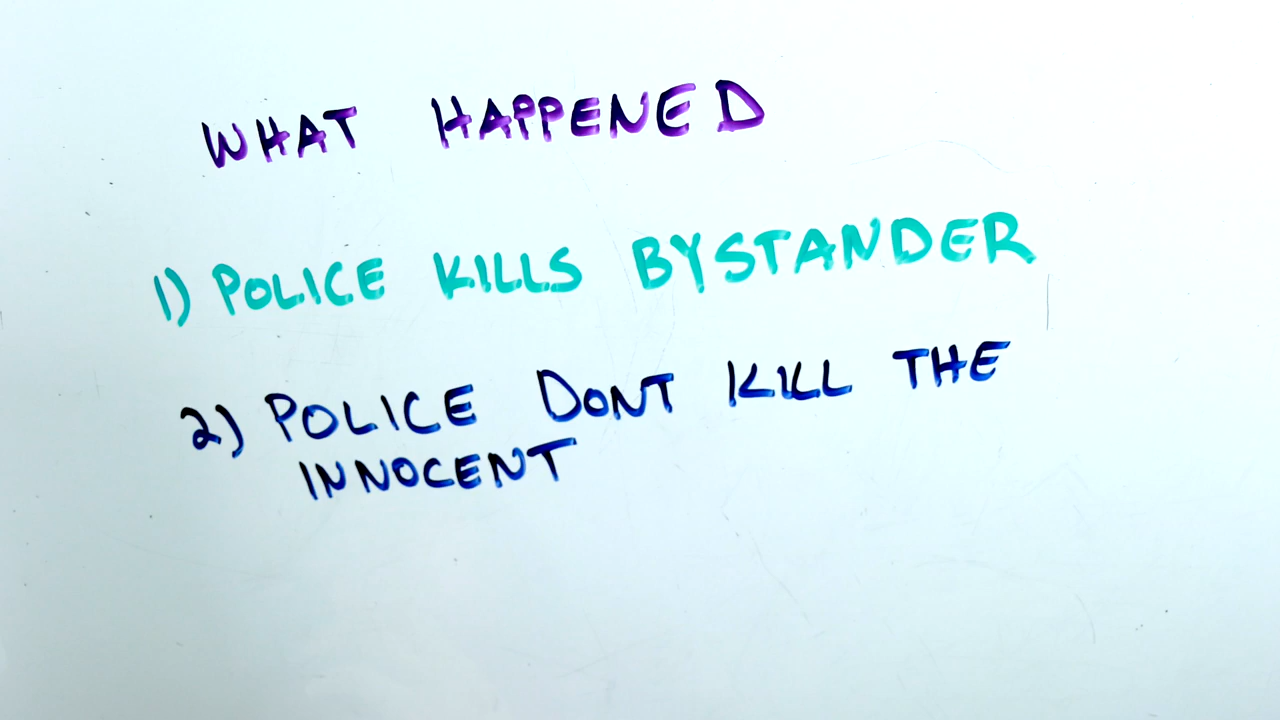 WHAT HAPPENED
1) POLICE KILLS BYSTANDER
2) POLICE DONT KILL THE
INNOCENT